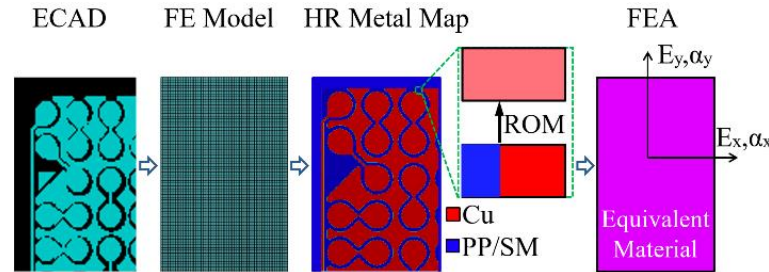 ECAD
FE Model
HR Metal Map
FEA
ROM
Cu
PP/SM
Ey,αy
Ex,αx
Equivalent
Material